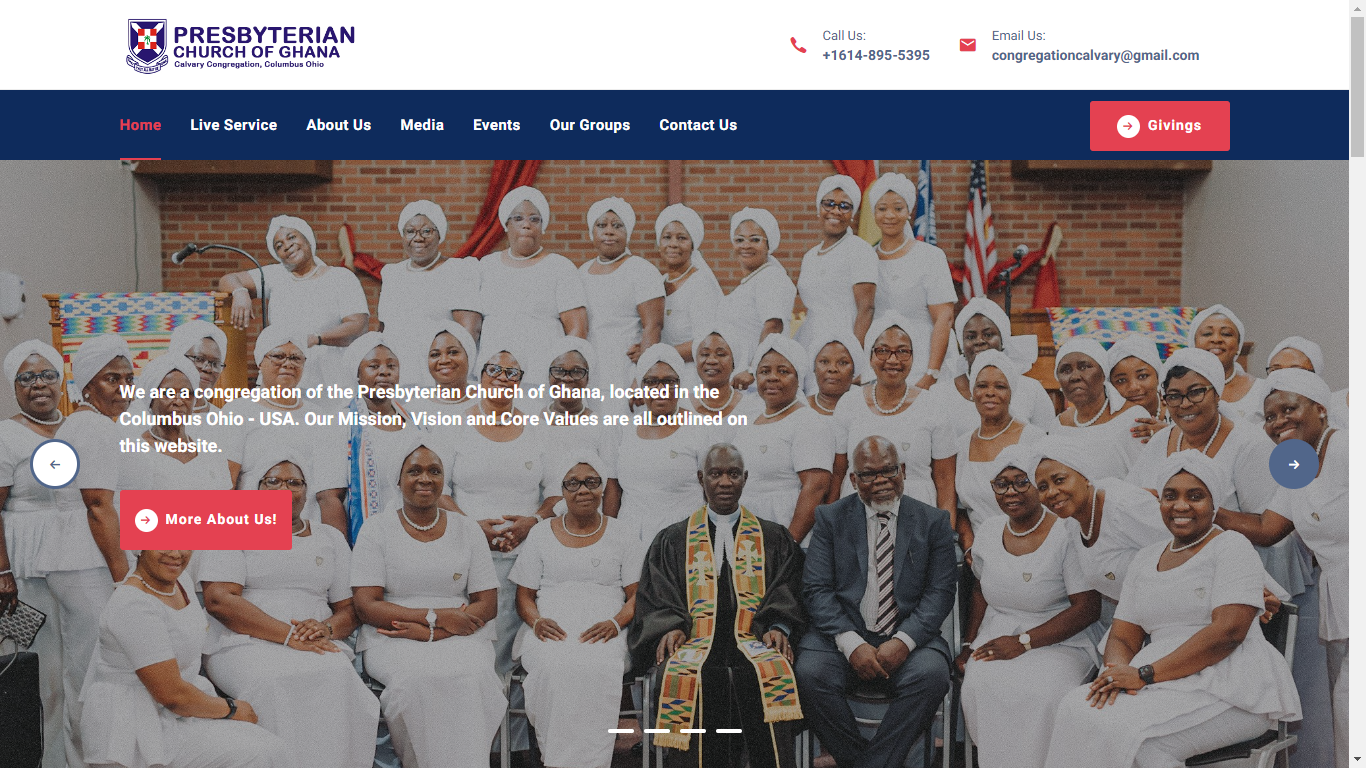 PRESBYTERIAN
CHURCH OF GHANA
Calvary Congregation, Columbus Ohio
Call Us:
+1614-895-5395
Email Us:
congregationcalvary@gmail.com
Home
Live Service
About Us
Media
Events
Our Groups
Contact Us
Givings
We are a congregation of the Presbyterian Church of Ghana, located in the
Columbus Ohio - USA. Our Mission, Vision and Core Values are all outlined on
this website.
More About Us!